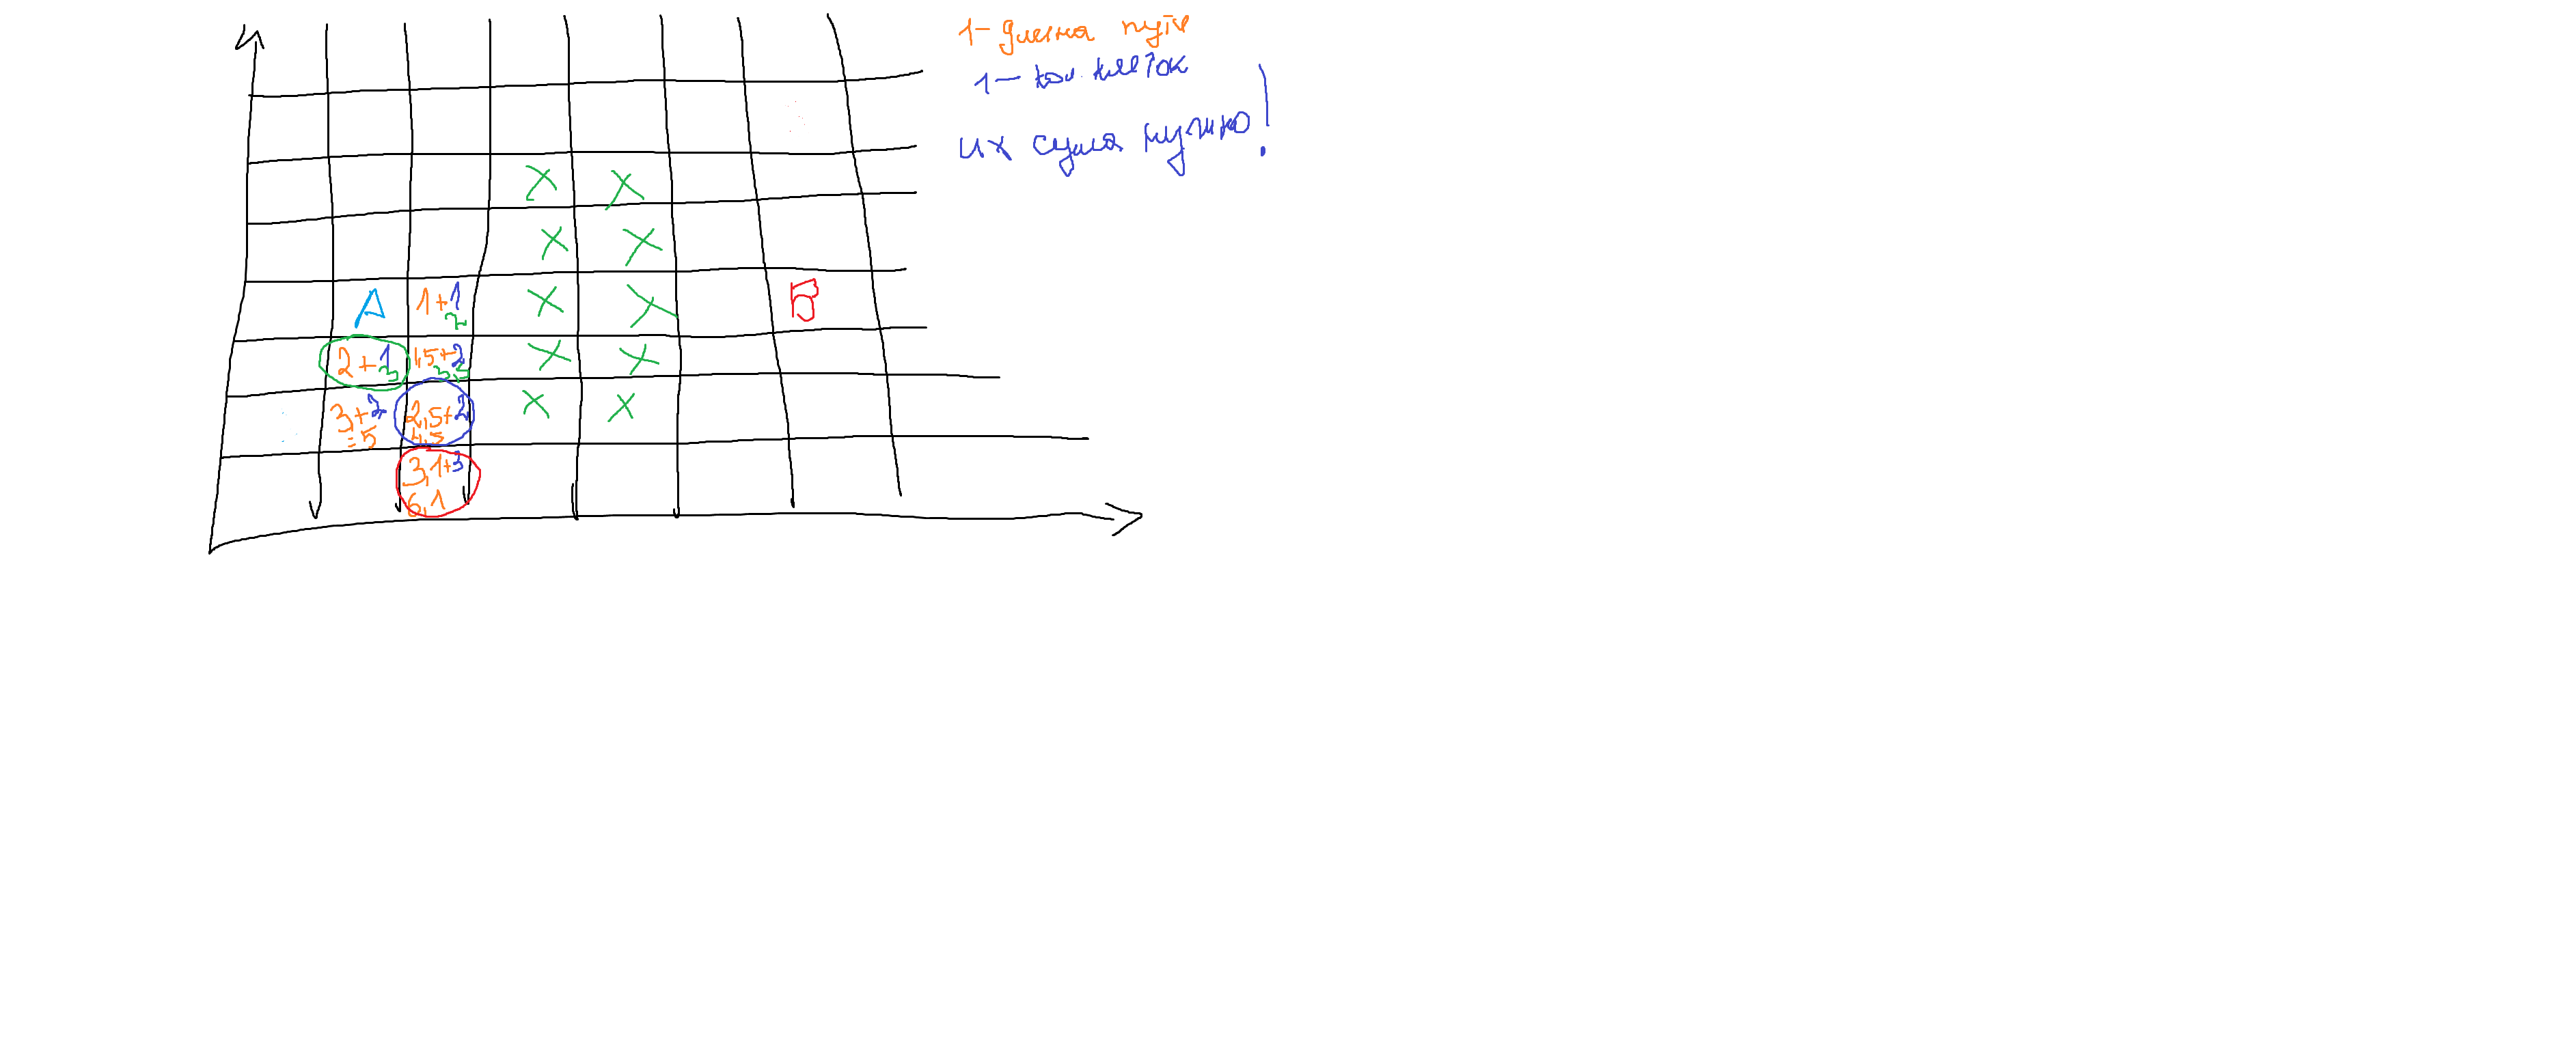 1 – длина пути
1 – кол. клеток
их сумма нужно!
X X
X X
A 1+1 X X B
2
2+1 1,5+2 X X
3 3,5
3+2 2,5+2 X X
=5 4,5
3,1+3
6,1